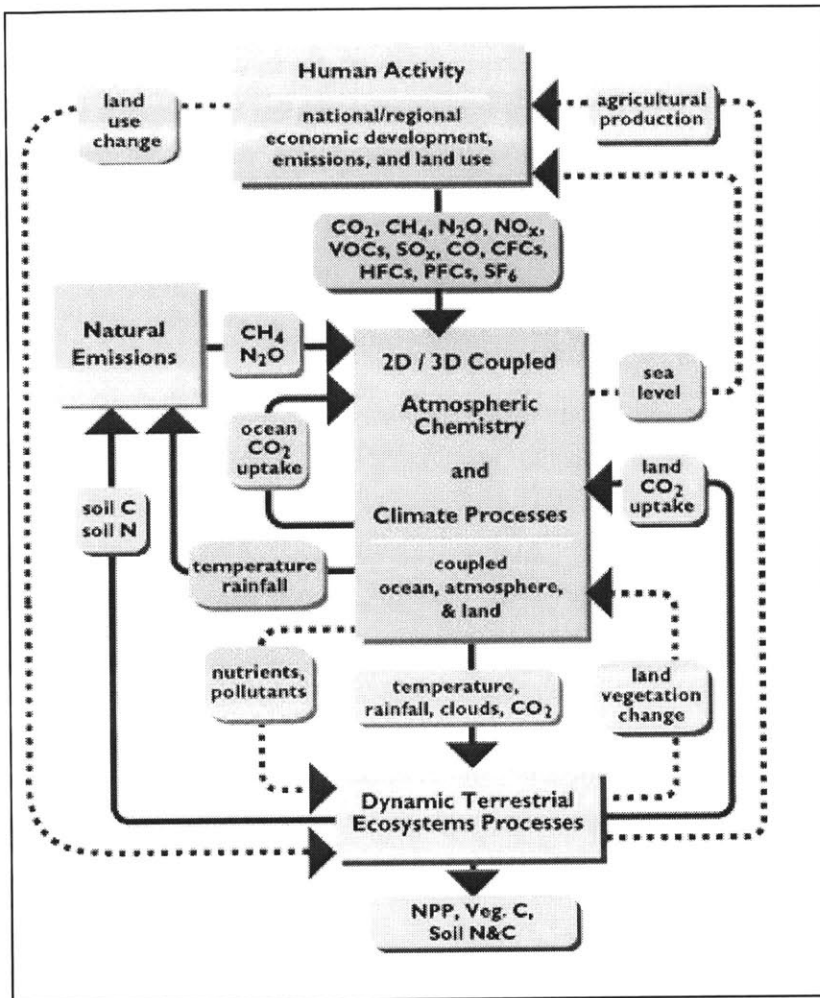 Human Activity
national/regional
economic development,
emissions, and land use
land
use
change
agricultural
production
CO₂, CH₄, N₂O, NOₓ,
VOCs, SOₓ, CO, CFCs,
HFCs, PFCs, SF₆
Natural
Emissions
CH₄
N₂O
2D / 3D Coupled
Atmospheric
Chemistry
and
Climate Processes
coupled
ocean, atmosphere,
& land
sea
level
ocean
CO₂
uptake
land
CO₂
uptake
soil C
soil N
temperature
rainfall
nutrients,
pollutants
temperature,
rainfall, clouds, CO₂
land
vegetation
change
Dynamic Terrestrial
Ecosystems Processes
NPP, Veg. C,
Soil N&C